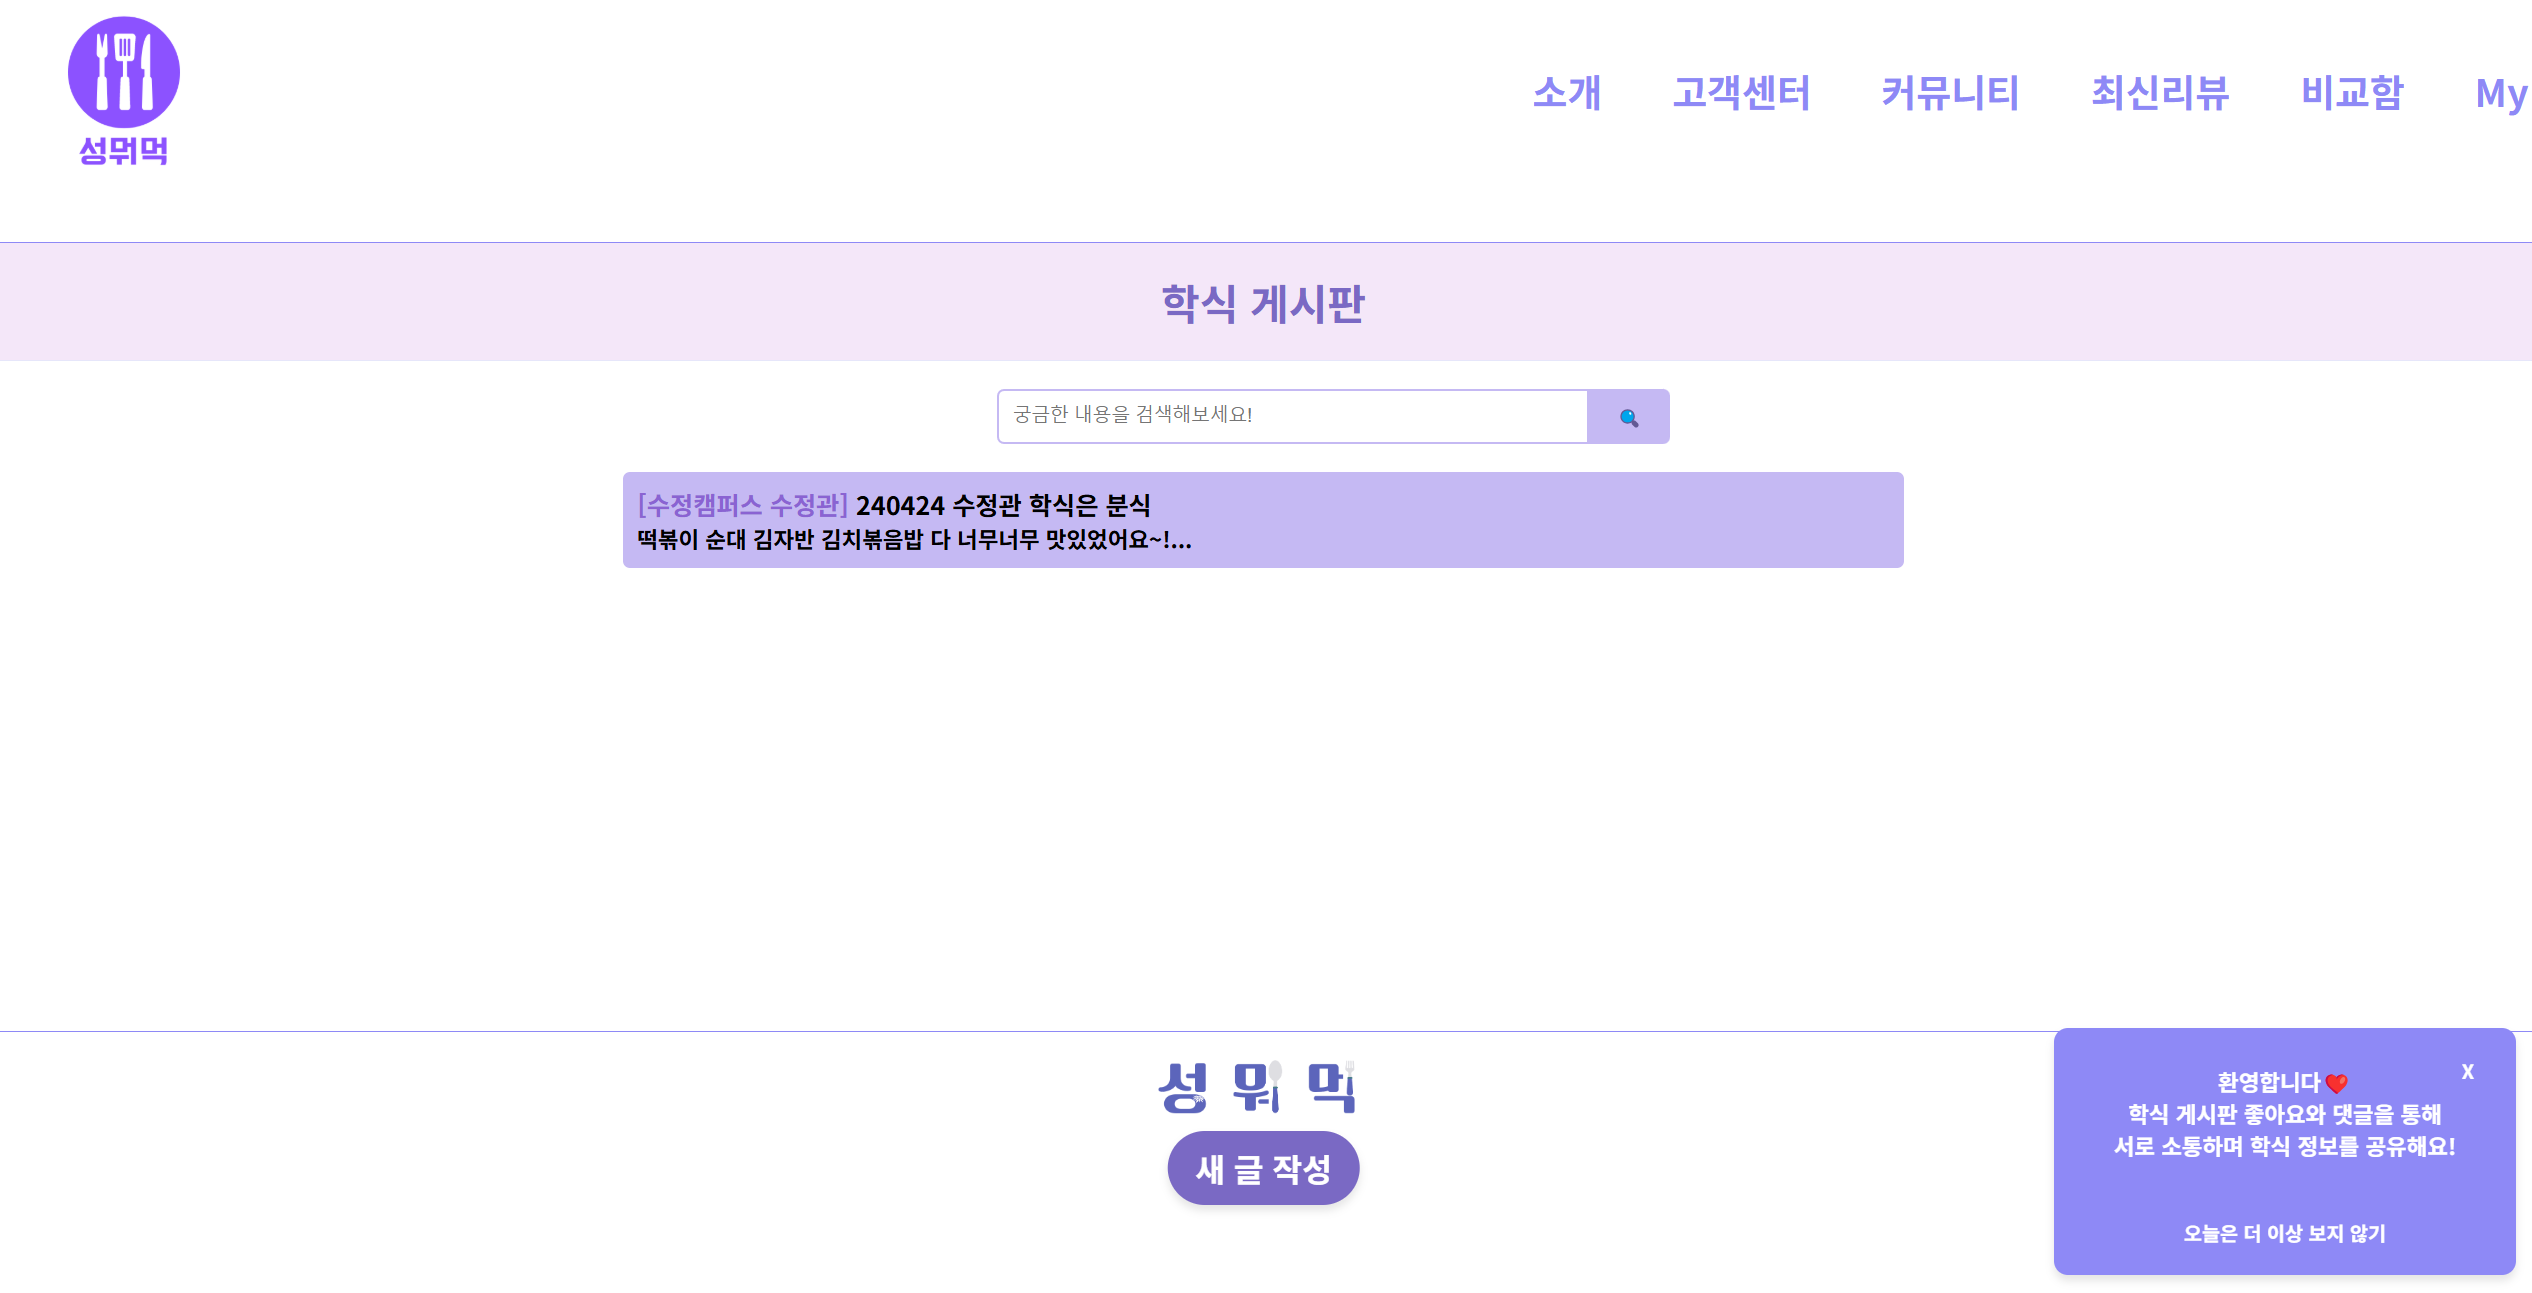 성뭐먹
소개 고객센터 커뮤니티 최신리뷰 비교함 My
학식 게시판
궁금한 내용을 검색해보세요!
[수정캠퍼스 수정관] 240424 수정관 학식은 분식
떡볶이 순대 김자반 김치볶음밥 다 너무너무 맛있었어요~!...
성 뭐 먹
새 글 작성
X
환영합니다
학식 게시판 좋아요와 댓글을 통해
서로 소통하며 학식 정보를 공유해요!
오늘은 더 이상 보지 않기